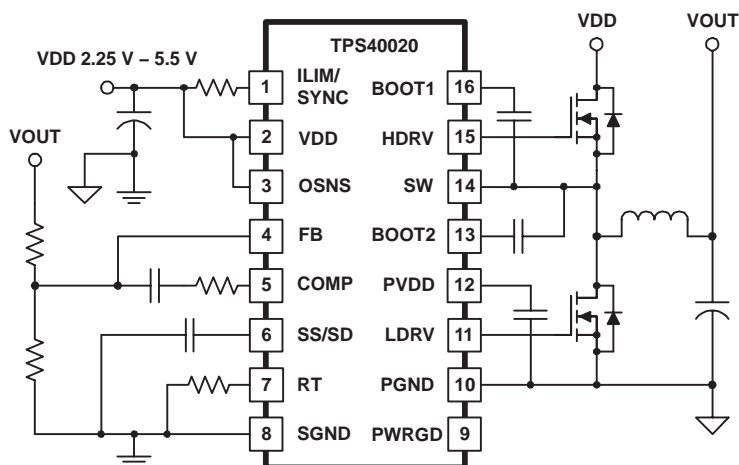 TPS40020
VDD
VOUT
VDD 2.25 V – 5.5 V
VOUT
1 ILIM/
SYNC
BOOT1 16
2 VDD
HDRV 15
3 OSNS
SW 14
4 FB
BOOT2 13
5 COMP
PVDD 12
6 SS/SD
LDRV 11
7 RT
PGND 10
8 SGND
PWRGD 9